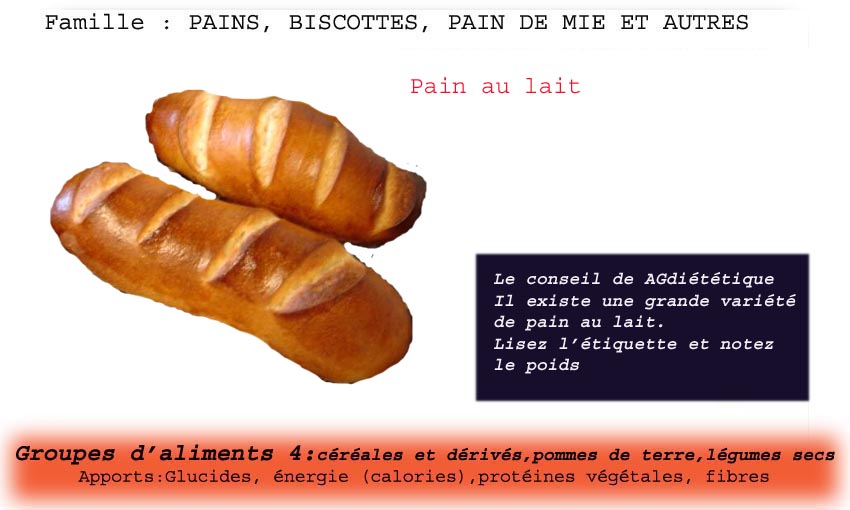 Famille : PAINS, BISCOTTES, PAIN DE MIE ET AUTRES
Pain au lait
Le conseil de AGdiététtique
Il existe une grande variété
de pain au lait.
Lisez l’étiquette et notez
le poids
Groupes d’aliments 4:céréales et dérivés,pommes de terre,légumes secs
Apports:Glucides, énergie (calories),protéines végétales, fibres